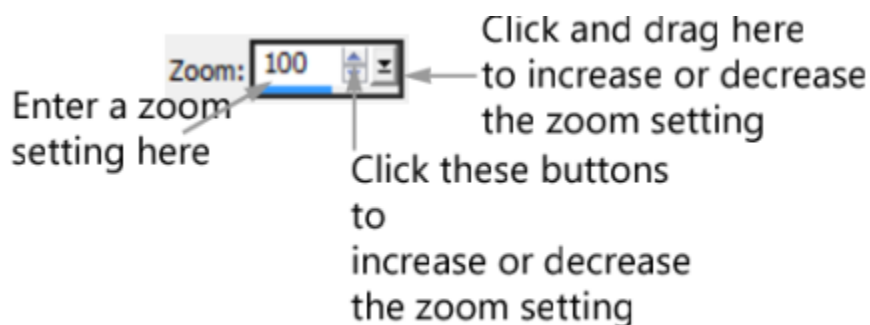 Zoom: 100
Click and drag here
to increase or decrease
the zoom setting
Enter a zoom
setting here
Click these buttons
to
increase or decrease
the zoom setting